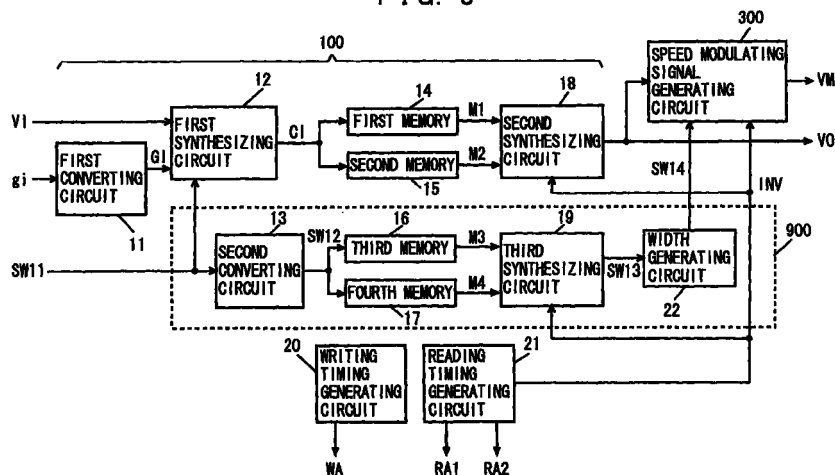 FIG.
100
300
SPEED MODULATING
SIGNAL
GENERATING
CIRCUIT
VM
12
14
18
VI
FIRST
SYNTHESIZING
CIRCUIT
CI
FIRST MEMORY
M1
SECOND
SYNTHESIZING
CIRCUIT
VO
gi
FIRST
CONVERTING
CIRCUIT
GI
SECOND MEMORY
M2
15
SW14
INV
11
13
16
19
900
SW11
SECOND
CONVERTING
CIRCUIT
SW12
THIRD MEMORY
M3
THIRD
SYNTHESIZING
CIRCUIT
SW13
WIDTH
GENERATING
CIRCUIT
FOURTH MEMORY
M4
22
17
20
WRITING
TIMING
GENERATING
CIRCUIT
21
READING
TIMING
GENERATING
CIRCUIT
WA
RA1
RA2